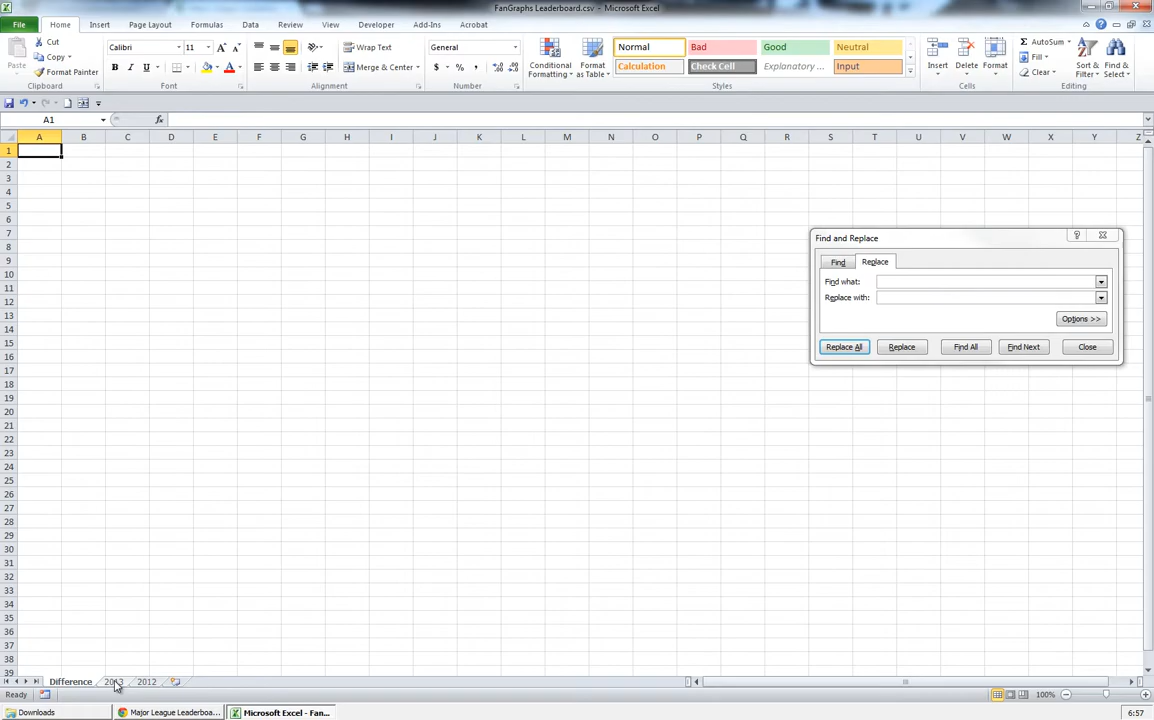 FanGraphs Leaderboard.csv - Microsoft Excel
File Home Insert Page Layout Formulas Data Review View Developer Add-Ins Acrobat
Cut
Copy
Format Painter
Paste
Clipboard
Calibri 11
B I U
Font
Wrap Text
Merge & Center
Alignment
General
$ % ,
Number
Conditional Formatting
Format as Table
Normal Bad Good Neutral
Calculation Check Cell Explanatory ... Input
Styles
Insert Delete Format
Cells
AutoSum
Fill
Clear
Sort & Filter
Find & Select
Editing
A1 fx
A B C D E F G H I J K L M N O P Q R S T U V W X Y Z
1
2
3
4
5
6
7
8
9
10
11
12
13
14
15
16
17
18
19
20
21
22
23
24
25
26
27
28
29
30
31
32
33
34
35
36
37
38
39
Find and Replace
Find Replace
Find what:
Replace with:
Options >>
Replace All Replace Find All Find Next Close
Difference 2013 2012
Ready 100%
Downloads Major League Leaderboa... Microsoft Excel - Fan... 6:57